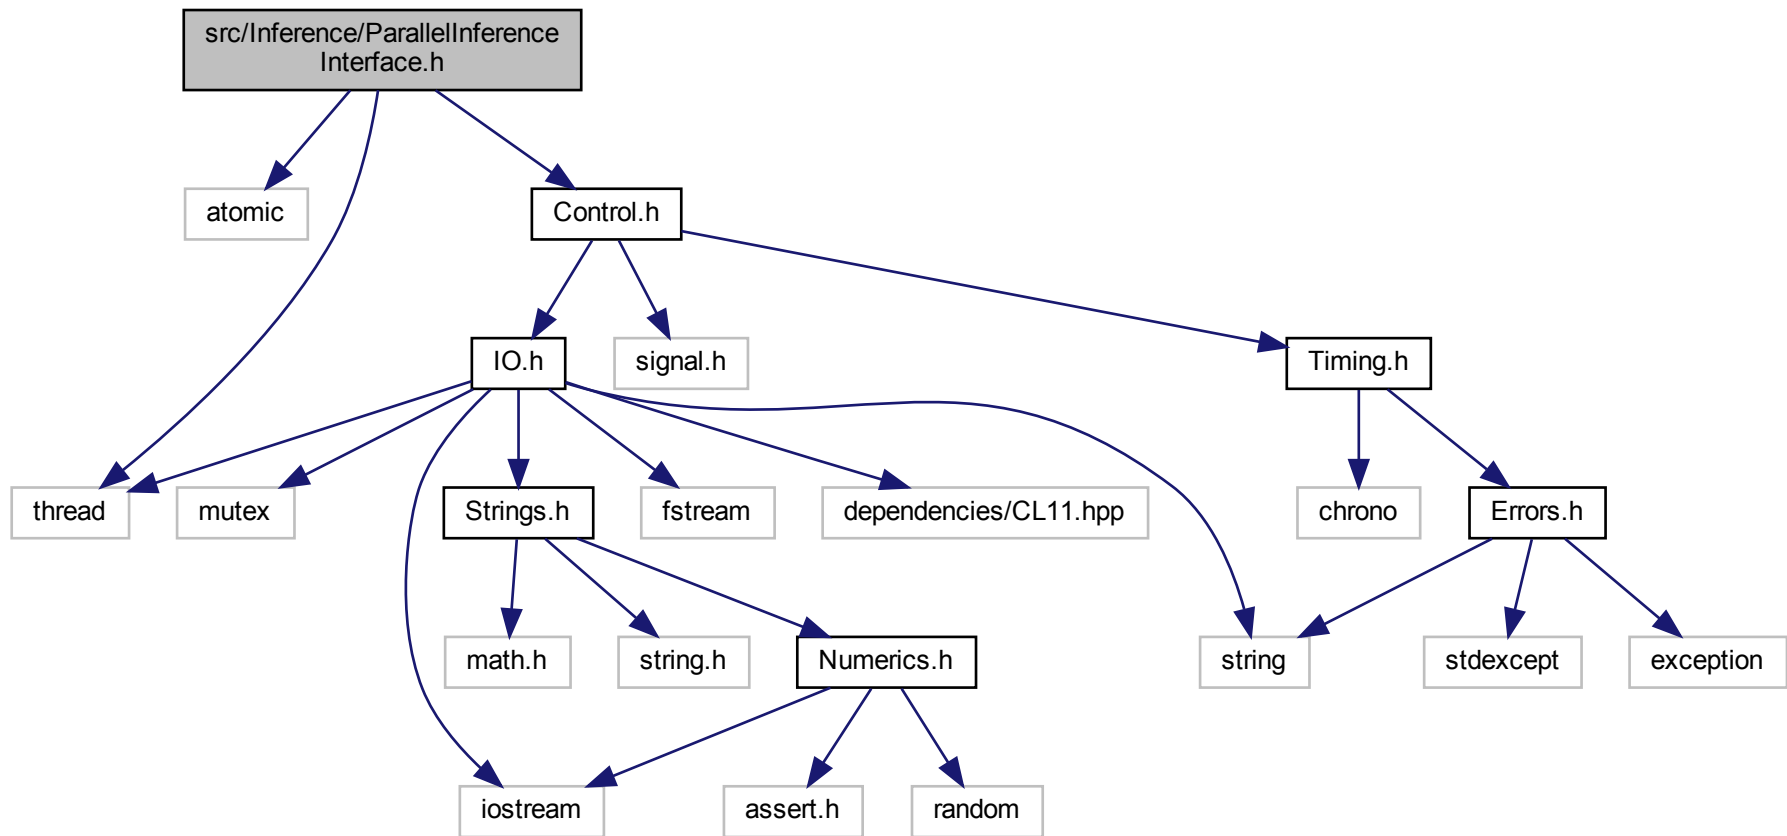 src/Inference/ParallelInference
Interface.h
atomic
Control.h
IO.h
signal.h
Timing.h
thread
mutex
Strings.h
fstream
dependencies/CL11.hpp
chrono
Errors.h
math.h
string.h
Numerics.h
string
stdexcept
exception
iostream
assert.h
random